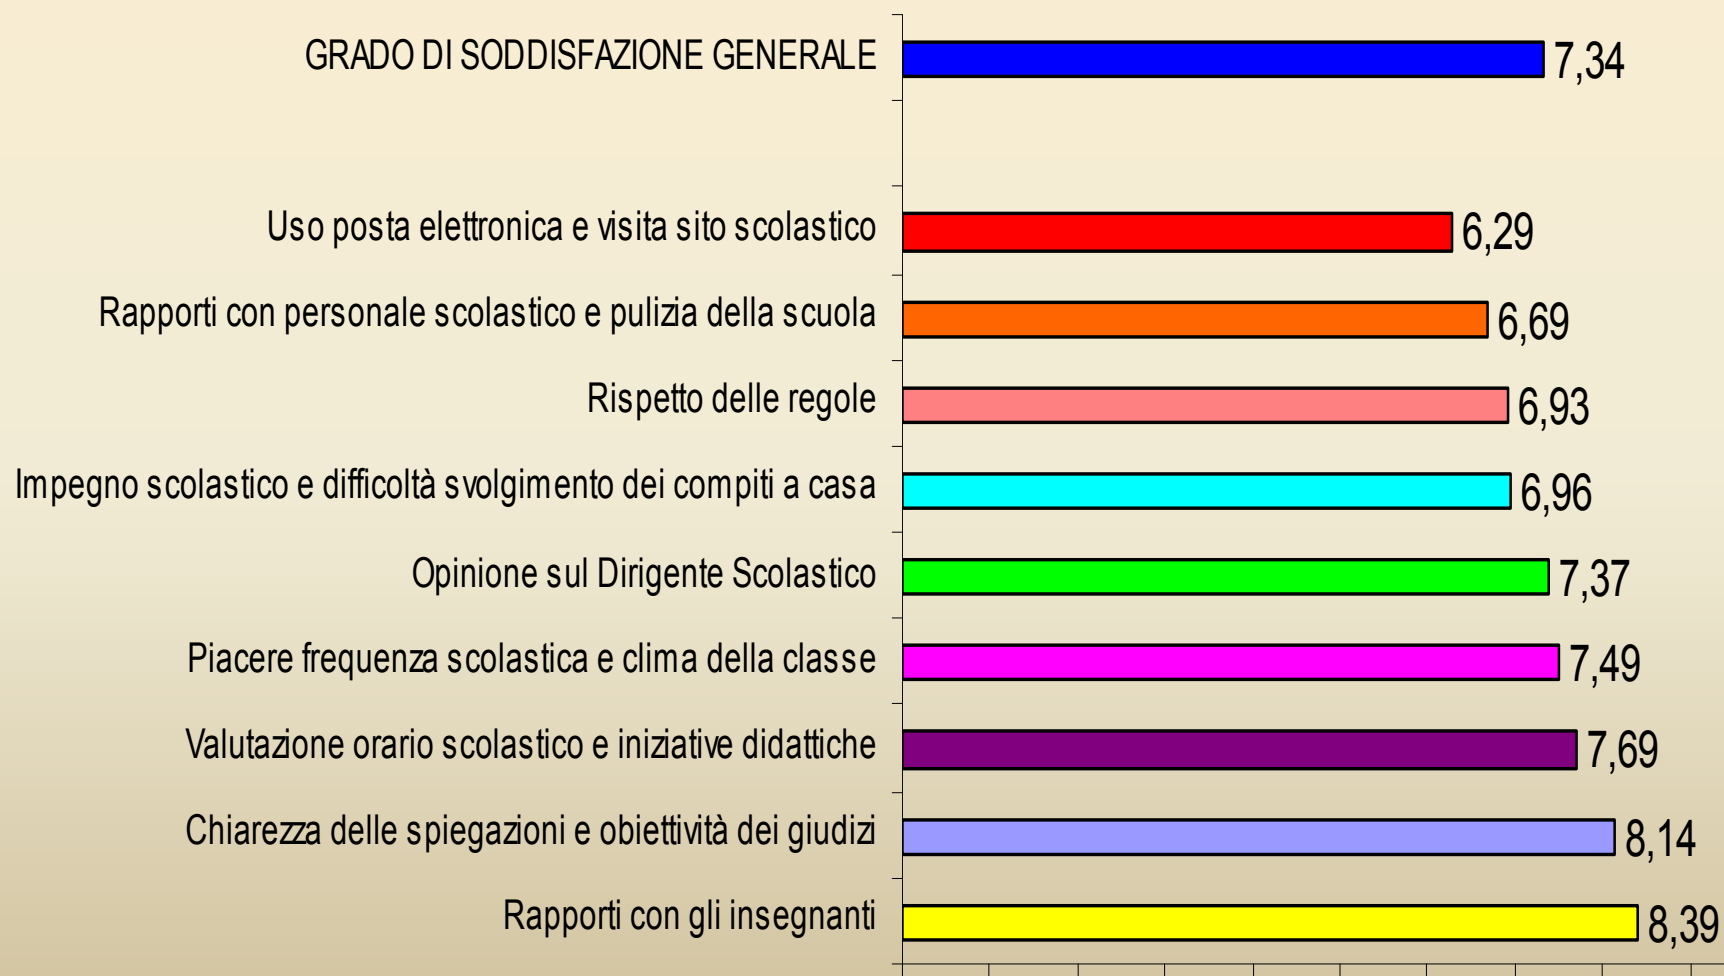 GRADO DI SODDISFAZIONE GENERALE 7,34
Uso posta elettronica e visita sito scolastico 6,29
Rapporti con personale scolastico e pulizia della scuola 6,69
Rispetto delle regole 6,93
Impegno scolastico e difficoltà svolgimento dei compiti a casa 6,96
Opinione sul Dirigente Scolastico 7,37
Piacere frequenza scolastica e clima della classe 7,49
Valutazione orario scolastico e iniziative didattiche 7,69
Chiarezza delle spiegazioni e obiettività dei giudizi 8,14
Rapporti con gli insegnanti 8,39